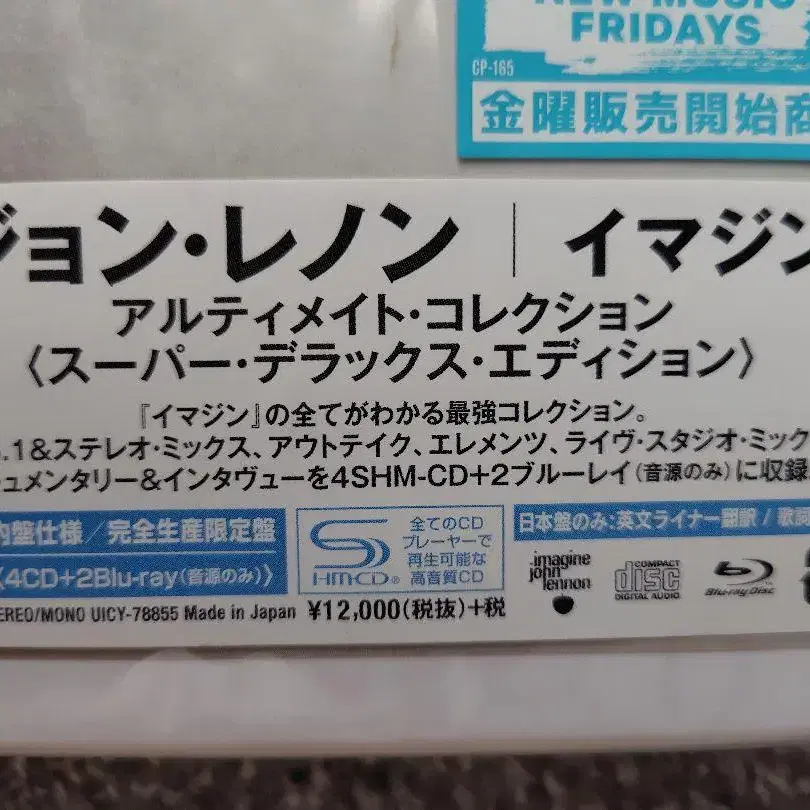 NEW MUSIC
FRIDAYS
CP-165
金曜販売開始商
ジョン・レノン｜イマジン
アルティメイト・コレクション
〈スーパー・デラックス・エディション〉
『イマジン』の全てがわかる最強コレクション。
.1&ステレオ・ミックス、アウトテイク、エレメンツ、ライヴ・スタジオ・ミック
ュメンタリー&インタヴューを4SHM-CD+2ブルーレイ(音源のみ)に収録
内盤仕様／完全生産限定盤
〈4CD+2Blu-ray(音源のみ)〉
SHM-CD®
全てのCD
プレーヤーで
再生可能な
高音質CD
日本盤のみ:英文ライナー翻訳 / 歌詞
imagine
john
lennon
COMPACT
disc
DIGITAL AUDIO
Blu-ray Disc
EREO/MONO UICY-78855 Made in Japan ¥12,000(税抜)+税